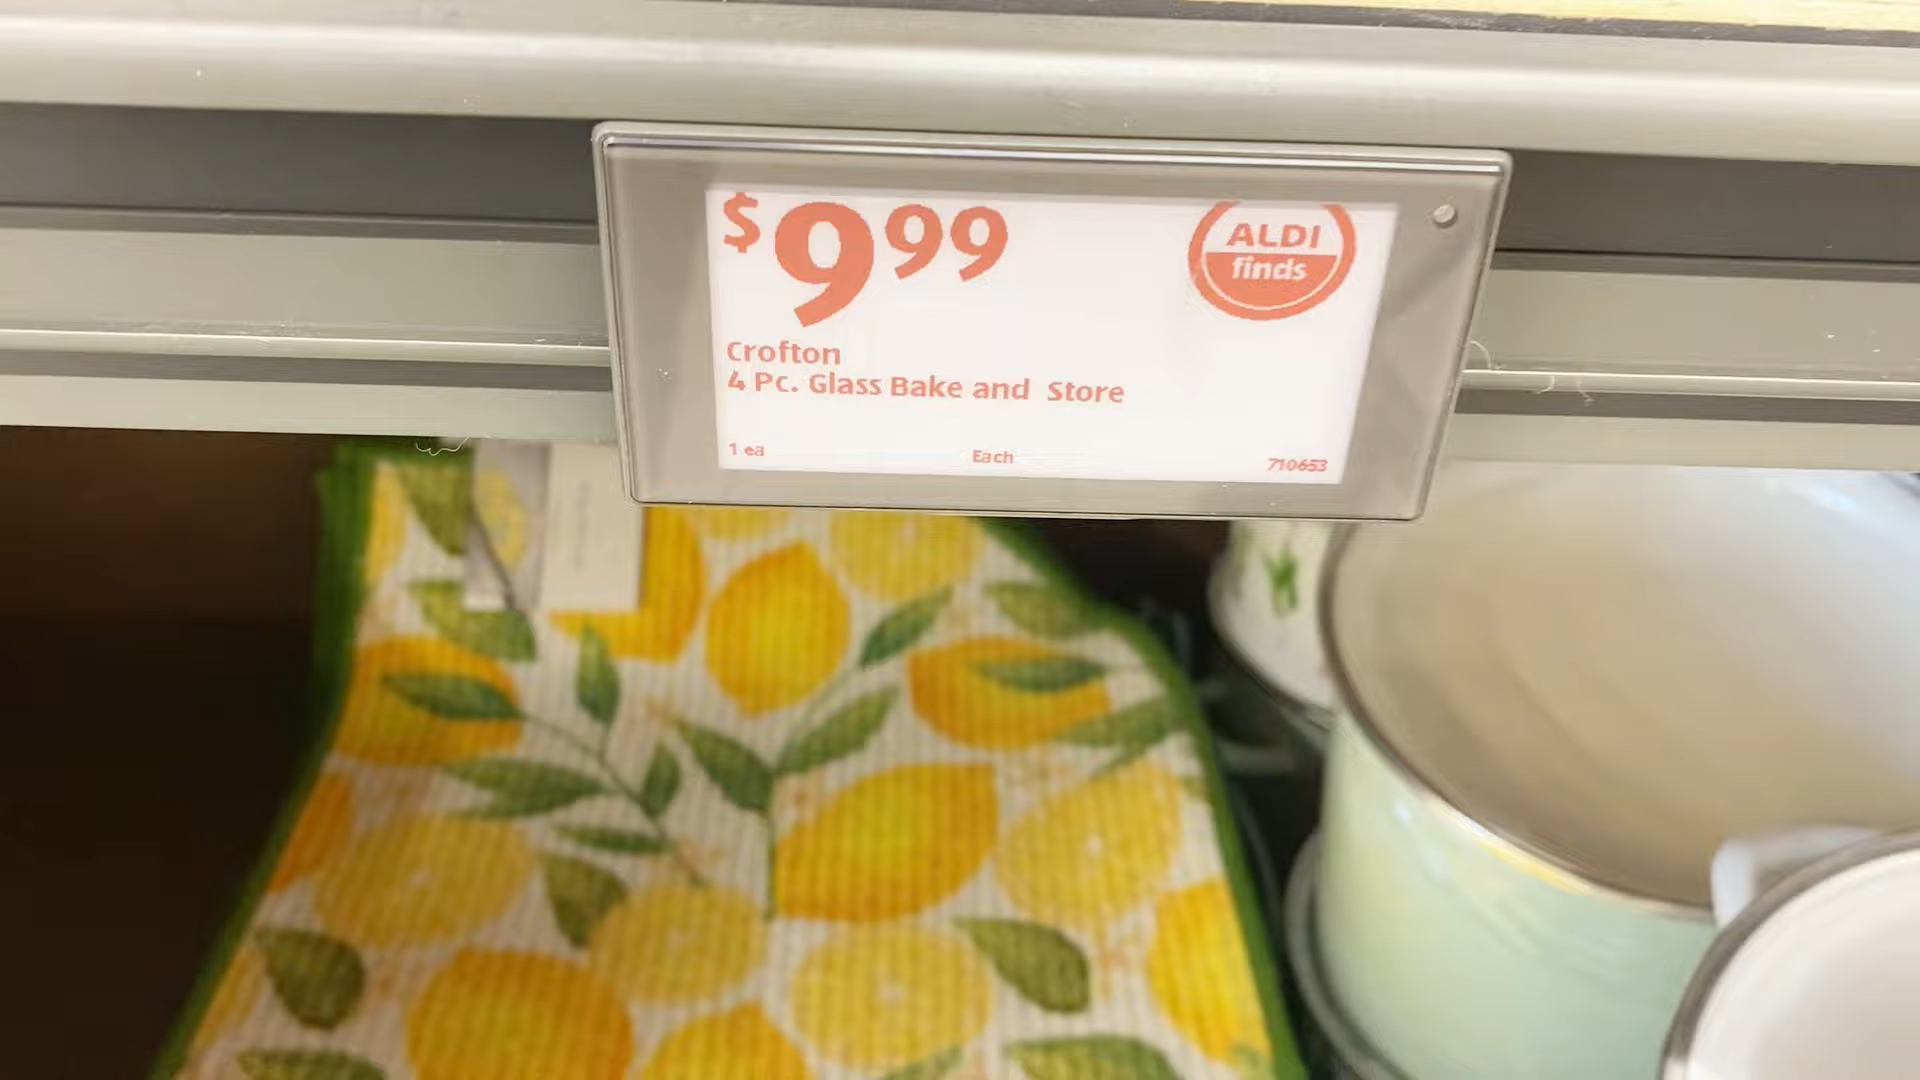 $9.99
ALDI
finds
Crofton
4 Pc. Glass Bake and Store
1 ea Each 710653